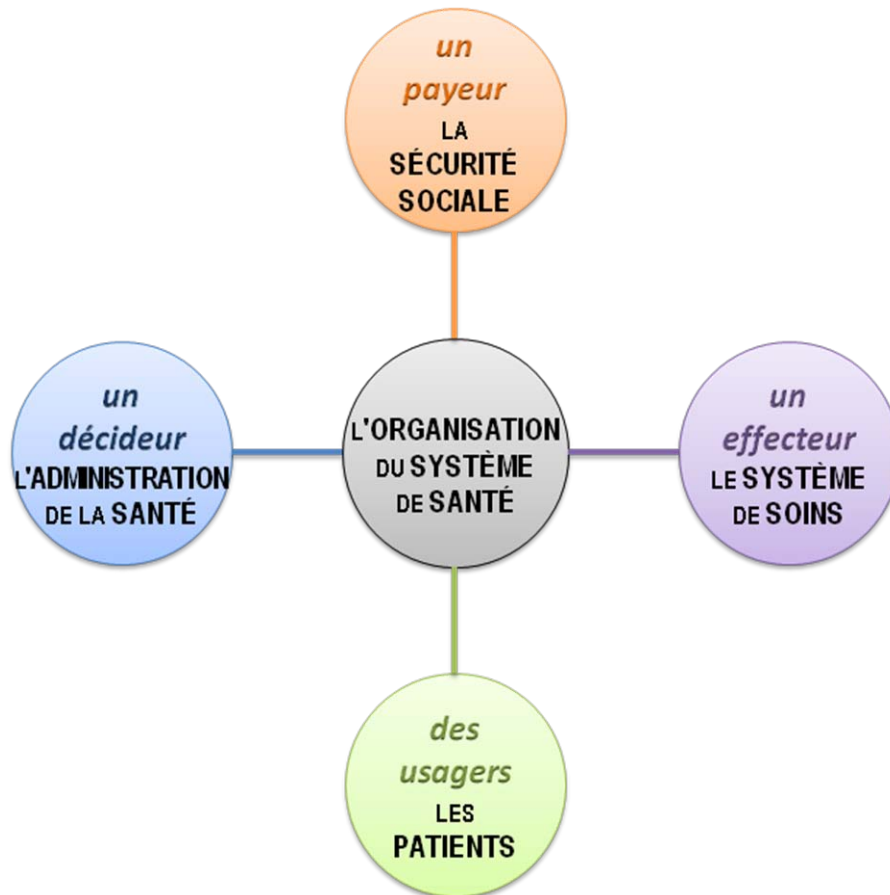 un
payeur
LA
SÉCURITÉ
SOCIALE
un
décideur
L'ADMINISTRATION
DE LA SANTÉ
L'ORGANISATION
DU SYSTÈME
DE SANTÉ
un
effecteur
LE SYSTÈME
DE SOINS
des
usagers
LES
PATIENTS